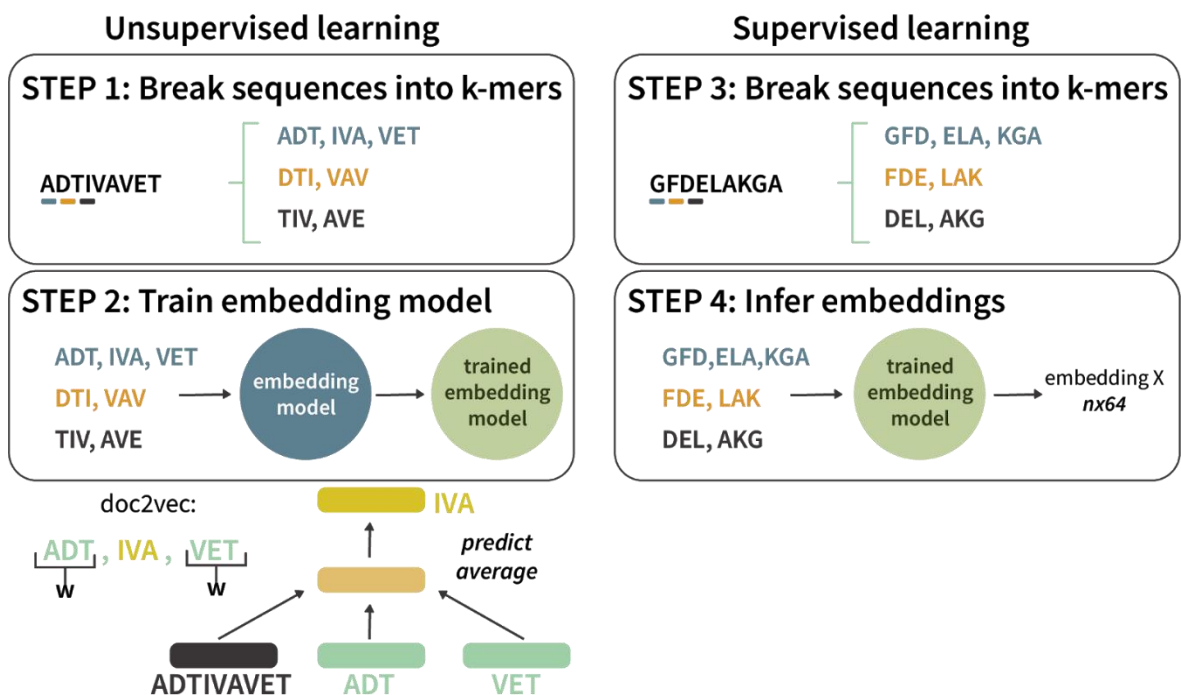 Unsupervised learning
STEP 1: Break sequences into k-mers
ADTIVAVET
ADT, IVA, VET
DTI, VAV
TIV, AVE
STEP 2: Train embedding model
ADT, IVA, VET
DTI, VAV
TIV, AVE
embedding
model
trained
embedding
model
doc2vec:
ADT, IVA, VET
w
w
IVA
predict
average
ADTIVAVET
ADT
VET
Supervised learning
STEP 3: Break sequences into k-mers
GFDELAKGA
GFD, ELA, KGA
FDE, LAK
DEL, AKG
STEP 4: Infer embeddings
GFD,ELA,KGA
FDE, LAK
DEL, AKG
trained
embedding
model
embedding X
nx64